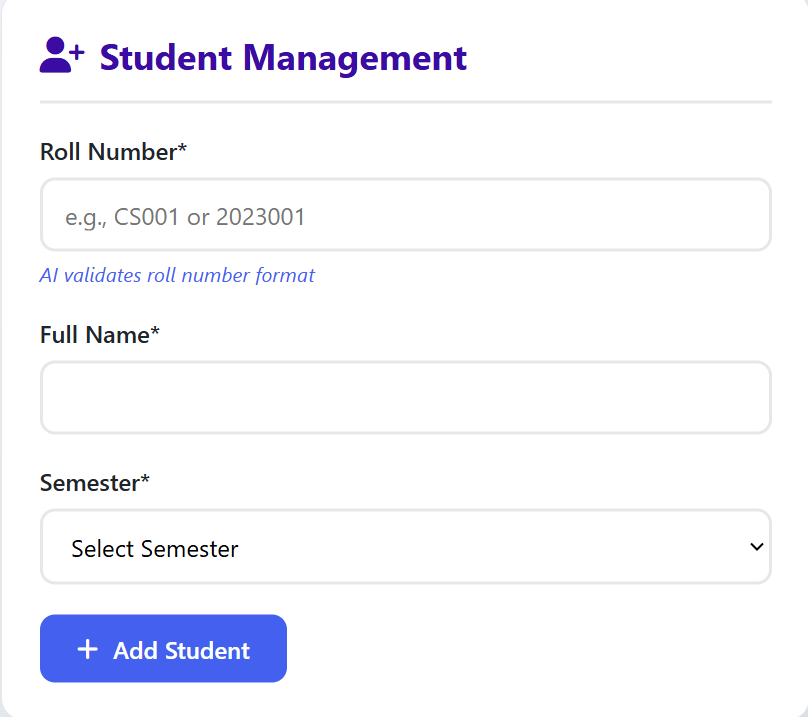 Student Management
Roll Number*
e.g., CS001 or 2023001
AI validates roll number format
Full Name*
Semester*
Select Semester
+ Add Student